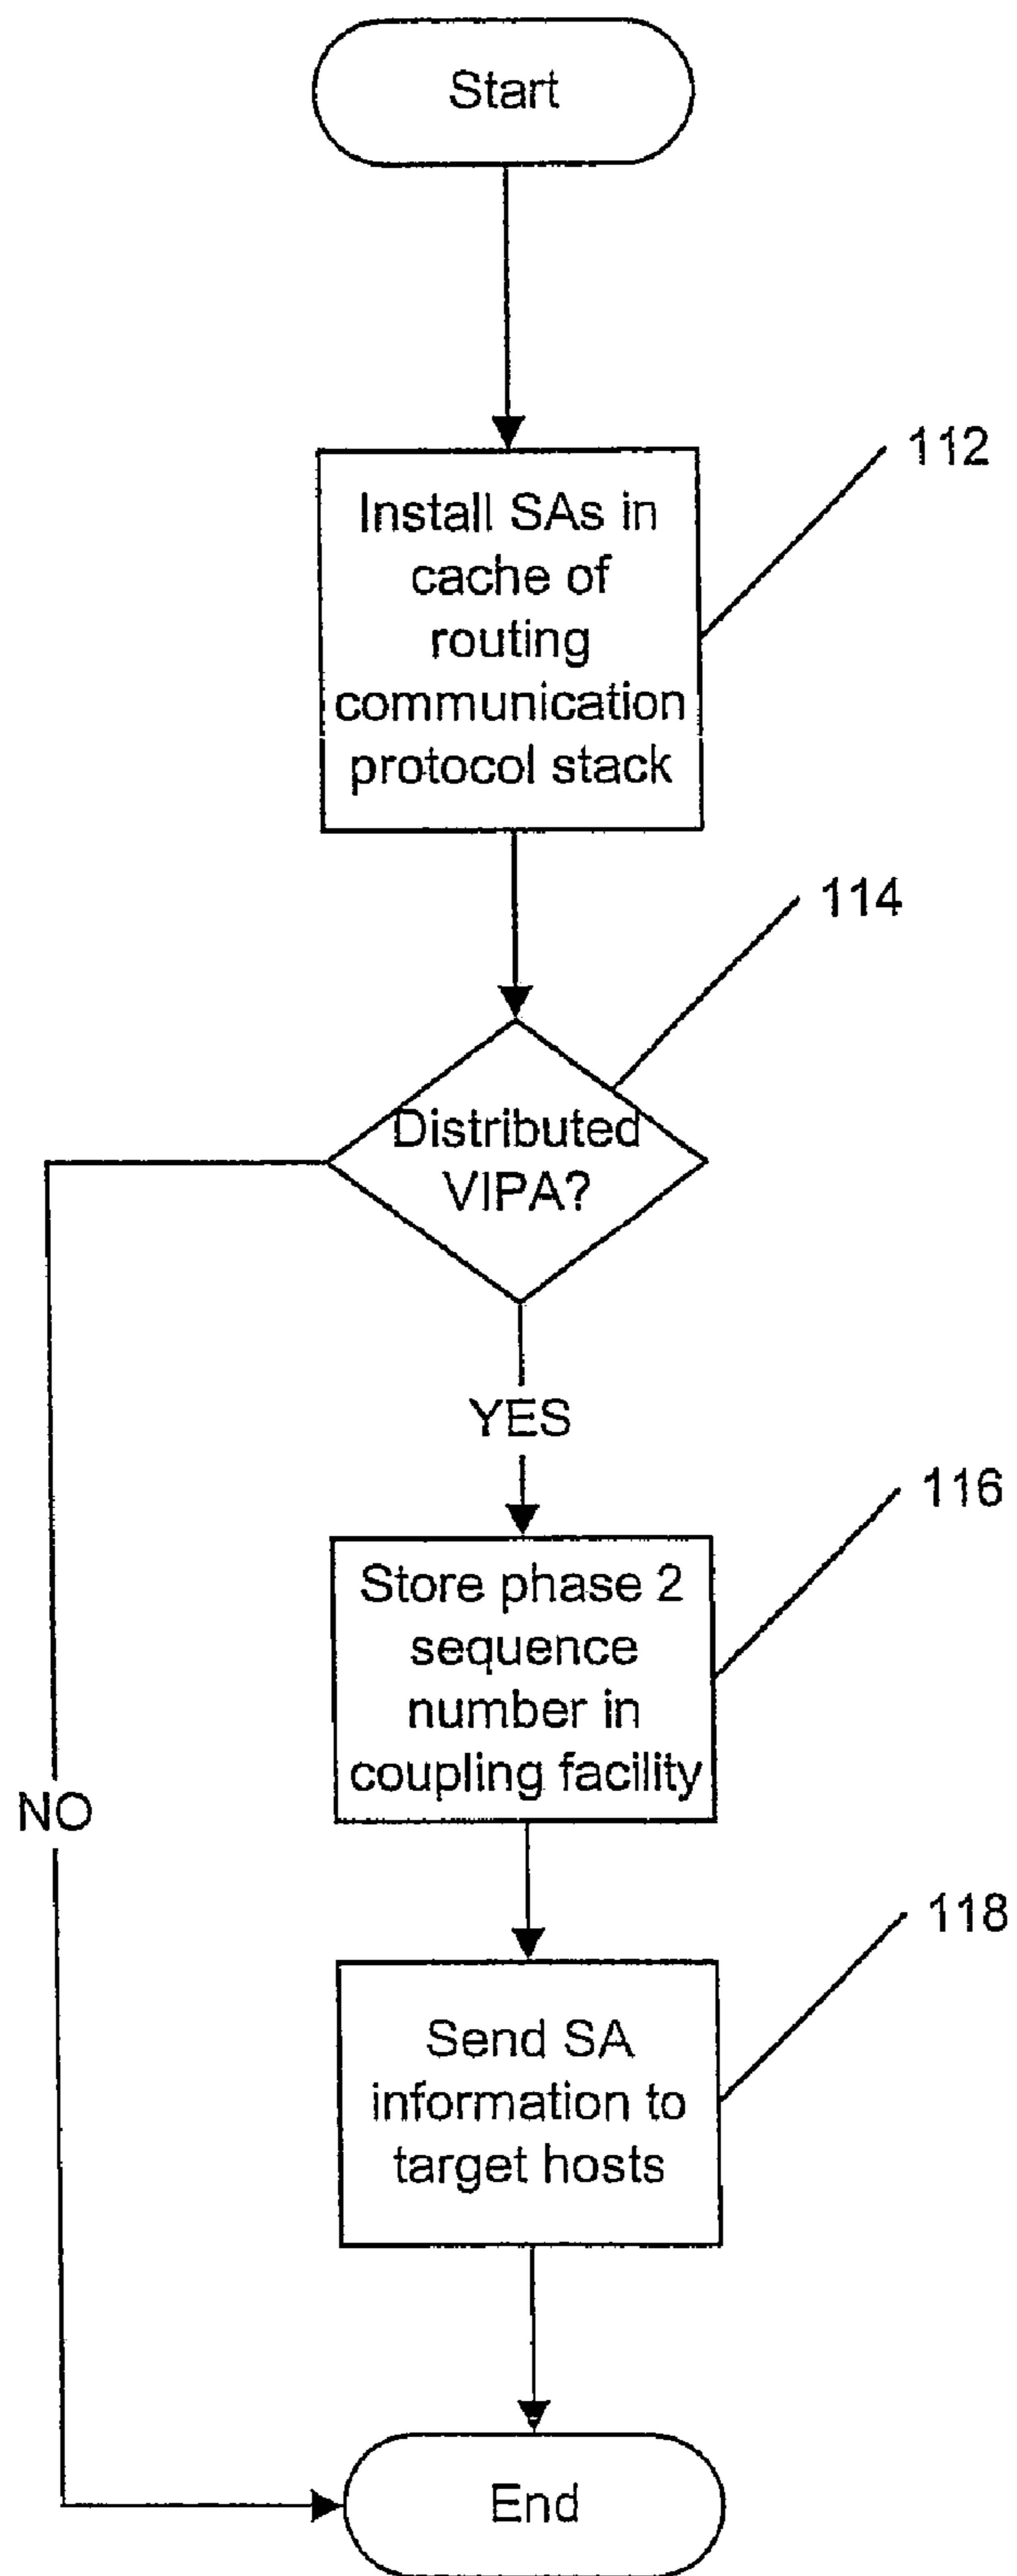 Start
Install SAs in
cache of
routing
communication
protocol stack
112
114
Distributed
VIPA?
YES
NO
Store phase 2
sequence
number in
coupling facility
116
Send SA
information to
target hosts
118
End